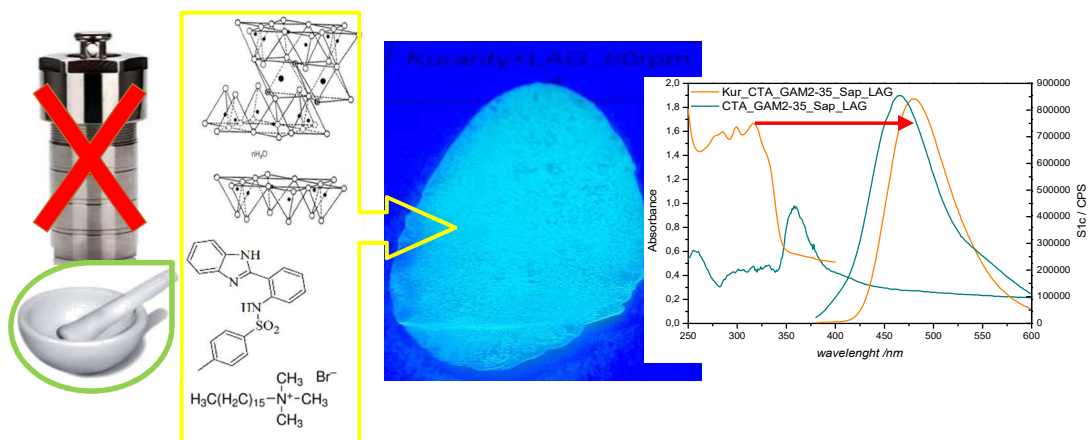 nH₂O
NH
N
HN
SO₂
CH₃
Br⁻
H₃C(H₂C)₁₅-N⁺-CH₃
CH₃
Kuranty+LAG 60rpm
Kur_CTA_GAM2-35_Sap_LAG
CTA_GAM2-35_Sap_LAG
Absorbance
2,0
1,8
1,6
1,4
1,2
1,0
0,8
0,6
0,4
0,2
0,0
900000
800000
700000
600000
500000
400000
300000
200000
100000
0
S1c / CPS
250 300 350 400 450 500 550 600
wavelenght /nm